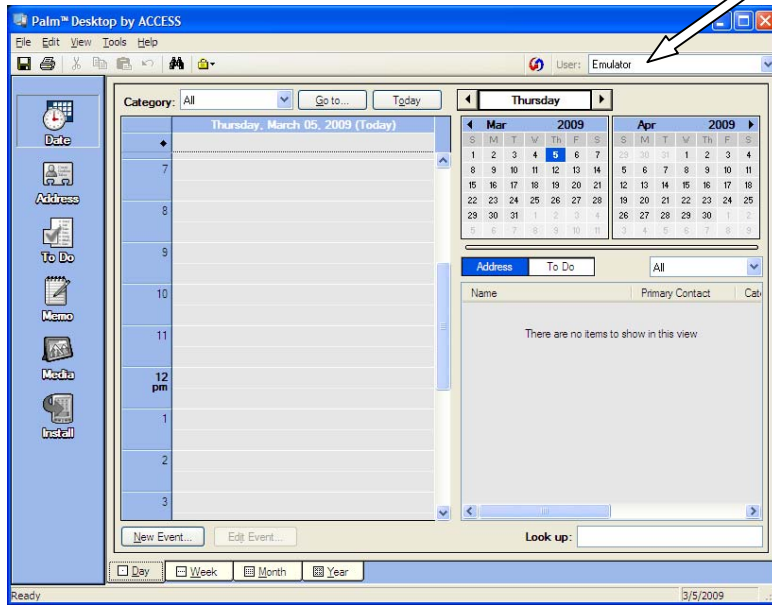 Palm™ Desktop by ACCESS
File Edit View Tools Help
User: Emulator
Date
Address
To Do
Memo
Media
Install
Category: All Go to... Today
Thursday, March 05, 2009 (Today)
7
8
9
10
11
12
pm
1
2
3
New Event... Edit Event...
Day Week Month Year
Thursday
Mar 2009
S M T W Th F S
1 2 3 4 5 6 7
8 9 10 11 12 13 14
15 16 17 18 19 20 21
22 23 24 25 26 27 28
29 30 31 1 2 3 4
5 6 7 8 9 10 11
Apr 2009
S M T W Th F S
29 30 31 1 2 3 4
5 6 7 8 9 10 11
12 13 14 15 16 17 18
19 20 21 22 23 24 25
26 27 28 29 30 1 2
3 4 5 6 7 8 9
Address To Do All
Name Primary Contact Cat
There are no items to show in this view
Look up:
Ready 3/5/2009